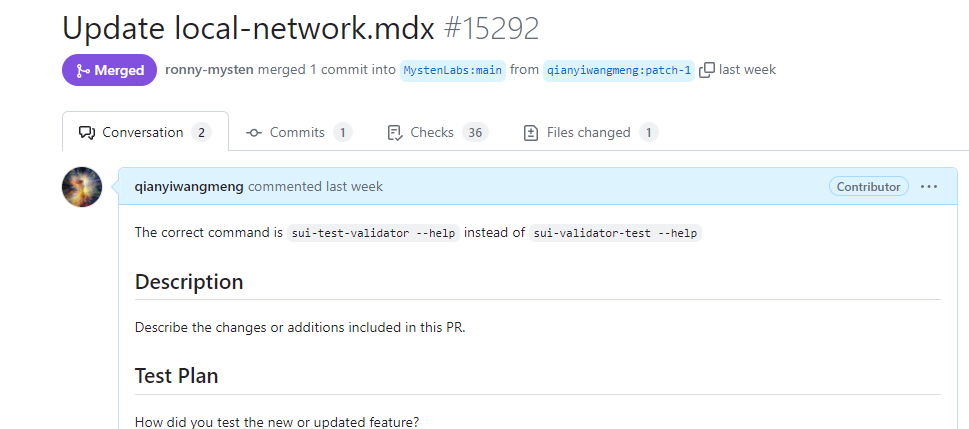 Update local-network.mdx #15292
Merged ronny-mysten merged 1 commit into MystenLabs:main from qianyiwangmeng:patch-1 last week
Conversation 2 Commits 1 Checks 36 Files changed 1
qianyiwangmeng commented last week Contributor ...
The correct command is sui-test-validator --help instead of sui-validator-test --help
Description
Describe the changes or additions included in this PR.
Test Plan
How did you test the new or updated feature?